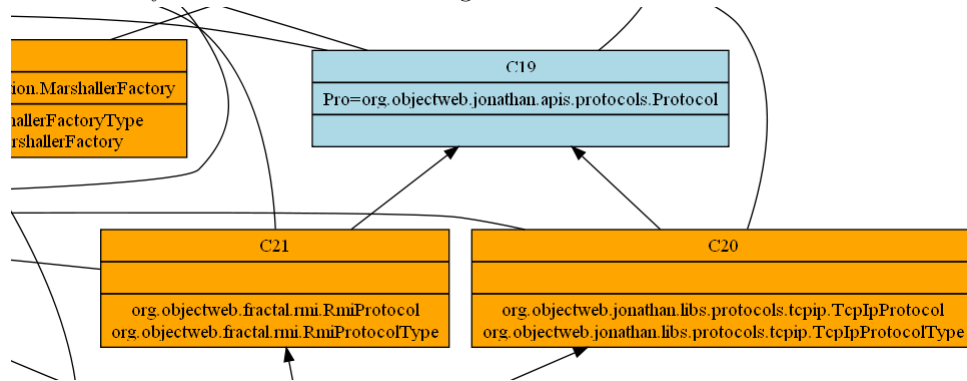 C19
Pro=org.objectweb.jonathan.apis.protocols.Protocol
tion.MarshallerFactory
hallerFactoryType
rshallerFactory
C21
org.objectweb.fractal.rmi.RmiProtocol
org.objectweb.fractal.rmi.RmiProtocolType
C20
org.objectweb.jonathan.libs.protocols.tcpip.TcpIpProtocol
org.objectweb.jonathan.libs.protocols.tcpip.TcpIpProtocolType